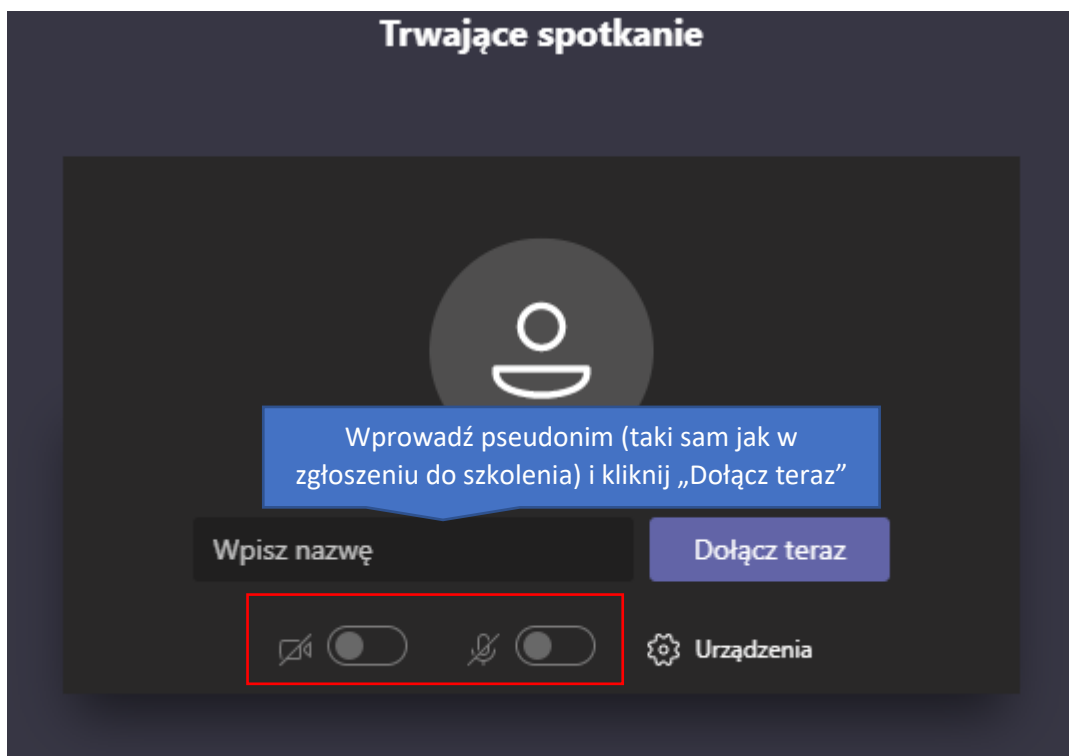 Trwające spotkanie
Wprowadź pseudonim (taki sam jak w
zgłoszeniu do szkolenia) i kliknij „Dołącz teraz”
Wpisz nazwę
Dołącz teraz
Urządzenia